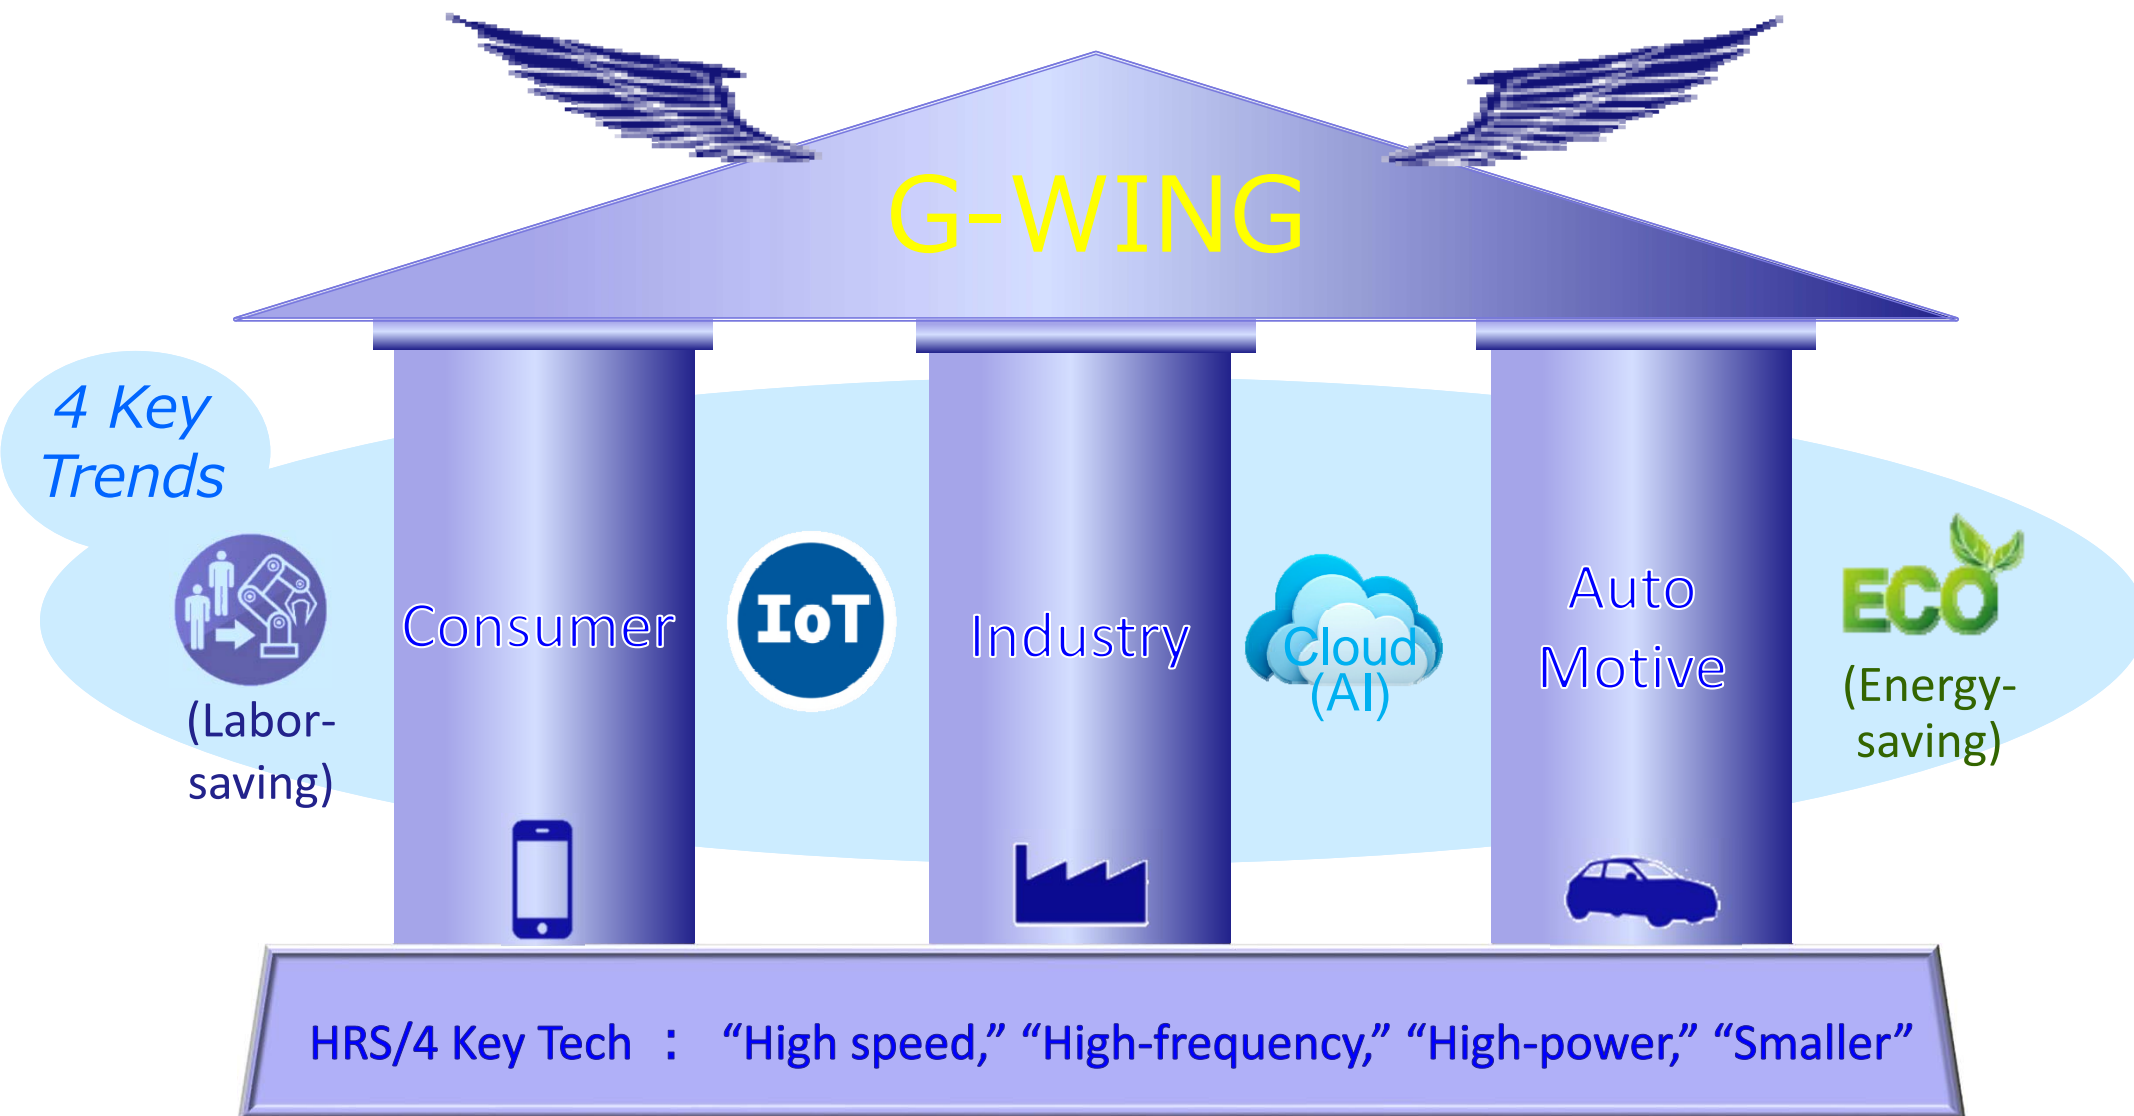 G-WING
4 Key
Trends
(Labor-
saving)
Consumer
IoT
Industry
Cloud
(AI)
Auto
Motive
ECO
(Energy-
saving)
HRS/4 Key Tech : “High speed,” “High-frequency,” “High-power,” “Smaller”